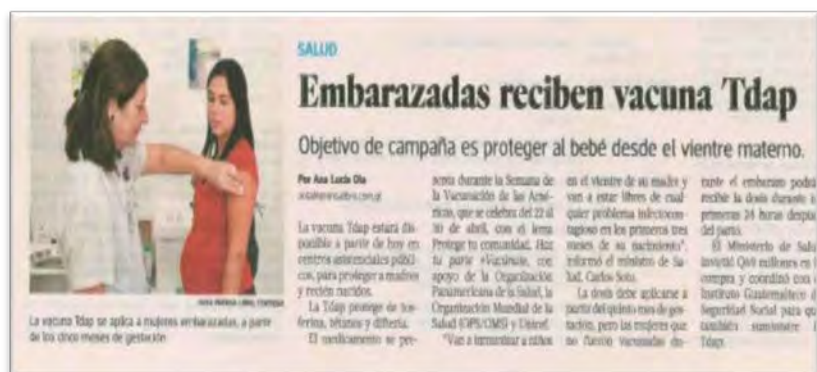 SALUD
Embarazadas reciben vacuna Tdap
Objetivo de campaña es proteger al bebé desde el vientre materno.
La vacuna Tdap se aplica a mujeres embarazadas, a partir
de los cinco meses de gestación.
Por Ana Lucía Ola
La vacuna Tdap estará dis-
ponible a partir de hoy en
centros asistenciales públi-
cos, para proteger a madres
y recién nacidos.
La Tdap protege de tos-
ferina, tétanos y difteria.
El medicamento se pre-
senta durante la Semana de
la Vacunación de las Amé-
ricas, que se celebra del 22 al
30 de abril, con el lema
Protege tu comunidad. Haz
tu parte #Vacúnate, con
apoyo de la Organización
Panamericana de la Salud, la
Organización Mundial de la
Salud (OPS/OMS) y Unicef.
"Van a inmunizar a niños
en el vientre de su madre y
van a estar libres de cual-
quier problema infectocon-
tagioso en los primeros tres
meses de su nacimiento",
informó el ministro de Sa-
lud, Carlos Soto.
La dosis debe aplicarse a
partir del quinto mes de ges-
tación, pero las mujeres que
no fueron vacunadas du-
rante el embarazo podrá
recibir la dosis durante
primeras 24 horas despu
del parto.
El Ministerio de Salu
invirtió millones en
compra y coordinó con
Instituto Guatemalteco
Seguridad Social para qu
también suministre
Tdap.